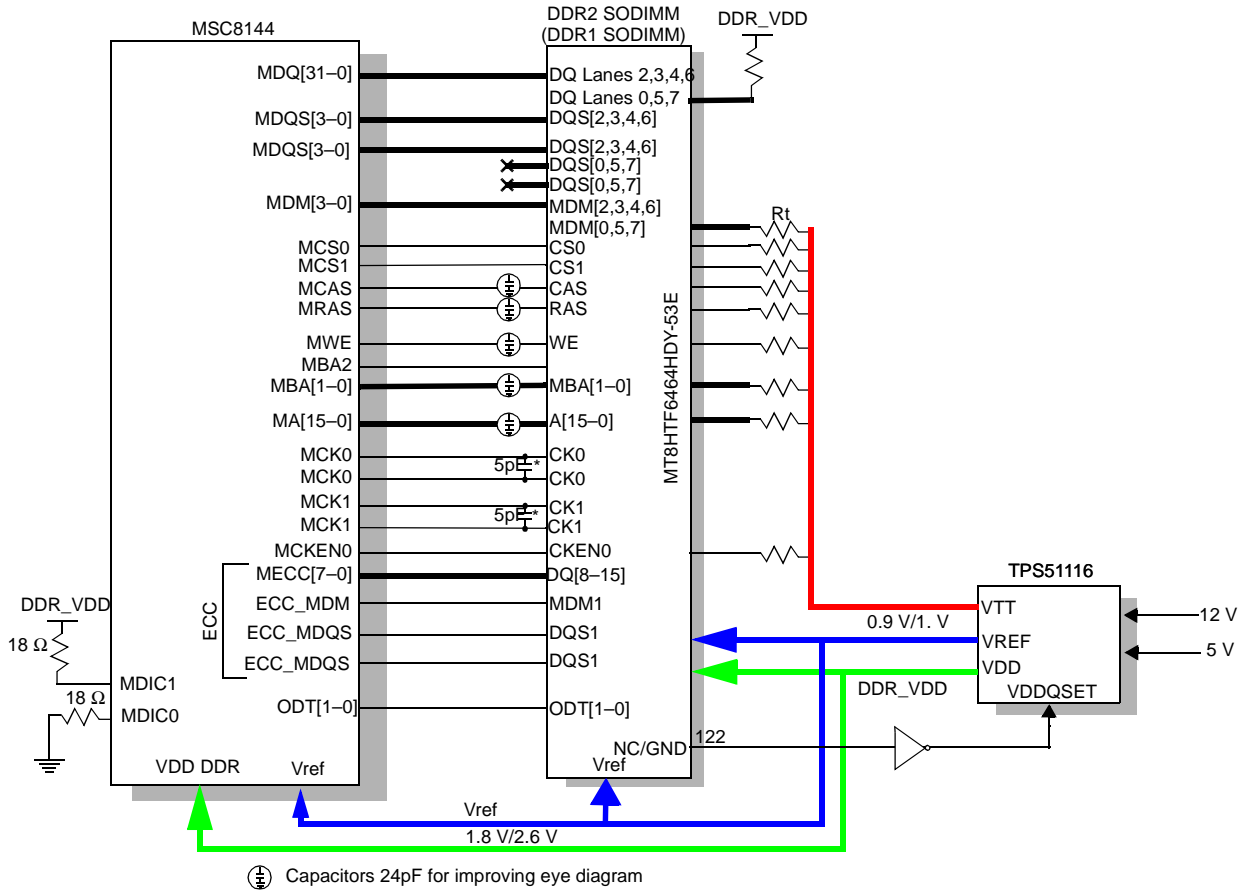 MSC8144
DDR2 SODIMM
(DDR1 SODIMM)
DDR_VDD
MDQ[31–0]
DQ Lanes 2,3,4,6
DQ Lanes 0,5,7
MDQS[3–0]
DQS[2,3,4,6]
MDQS[3–0]
DQS[2,3,4,6]
DQS[0,5,7]
DQS[0,5,7]
MDM[3–0]
MDM[2,3,4,6]
MDM[0,5,7]
Rt
MCS0
CS0
MCS1
CS1
MCAS
CAS
MRAS
RAS
MWE
WE
MBA2
MBA[1–0]
MBA[1–0]
MA[15–0]
A[15–0]
MT8HTF6464HDY-53E
MCK0
CK0
5pF *
MCK0
CK0
MCK1
CK1
5pF *
MCK1
CK1
MCKEN0
CKEN0
ECC
MECC[7–0]
DQ[8–15]
ECC_MDM
MDM1
ECC_MDQS
DQS1
ECC_MDQS
DQS1
ODT[1–0]
ODT[1–0]
DDR_VDD
18 Ω
MDIC1
18 Ω
MDIC0
VDD DDR
Vref
NC/GND
122
Vref
TPS51116
VTT
0.9 V/1. V
VREF
VDD
DDR_VDD
VDDQSET
12 V
5 V
Vref
1.8 V/2.6 V
Capacitors 24pF for improving eye diagram